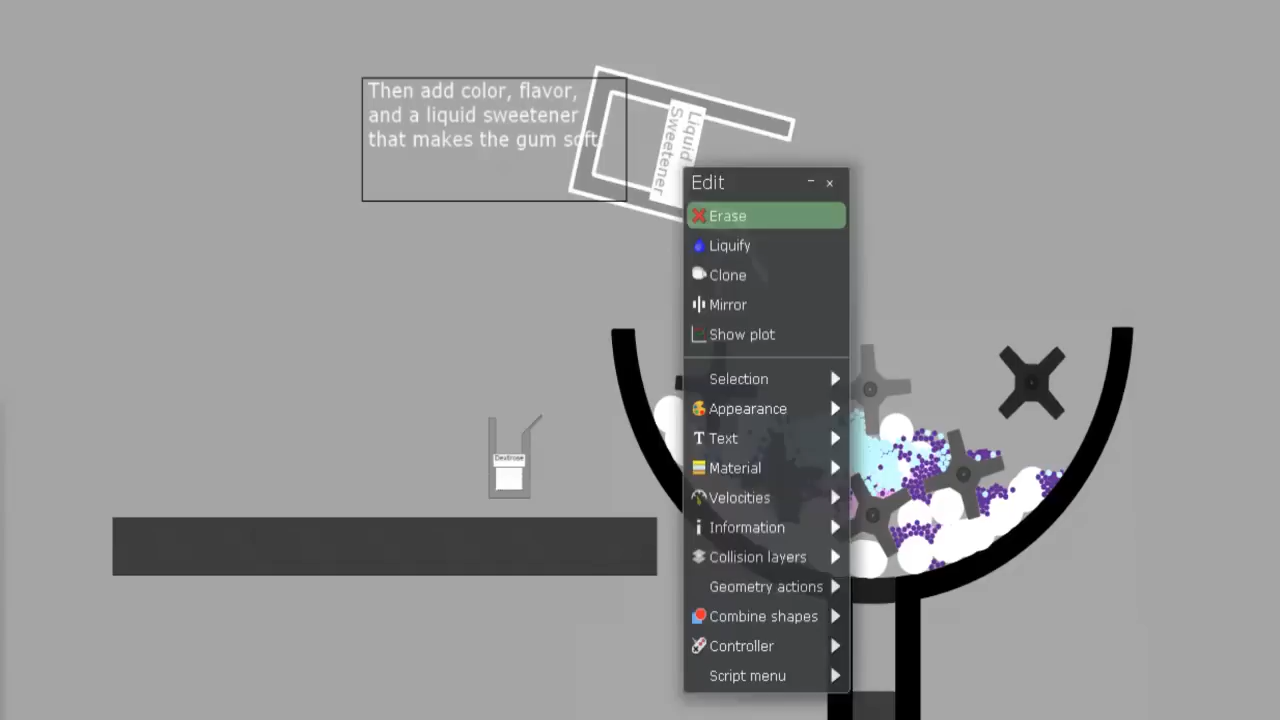 Then add color, flavor,
and a liquid sweetener
that makes the gum soft.
Liquid
Sweetener
Edit
Erase
Liquify
Clone
Mirror
Show plot
Selection
Appearance
Text
Material
Velocities
Information
Collision layers
Geometry actions
Combine shapes
Controller
Script menu
Dextrose